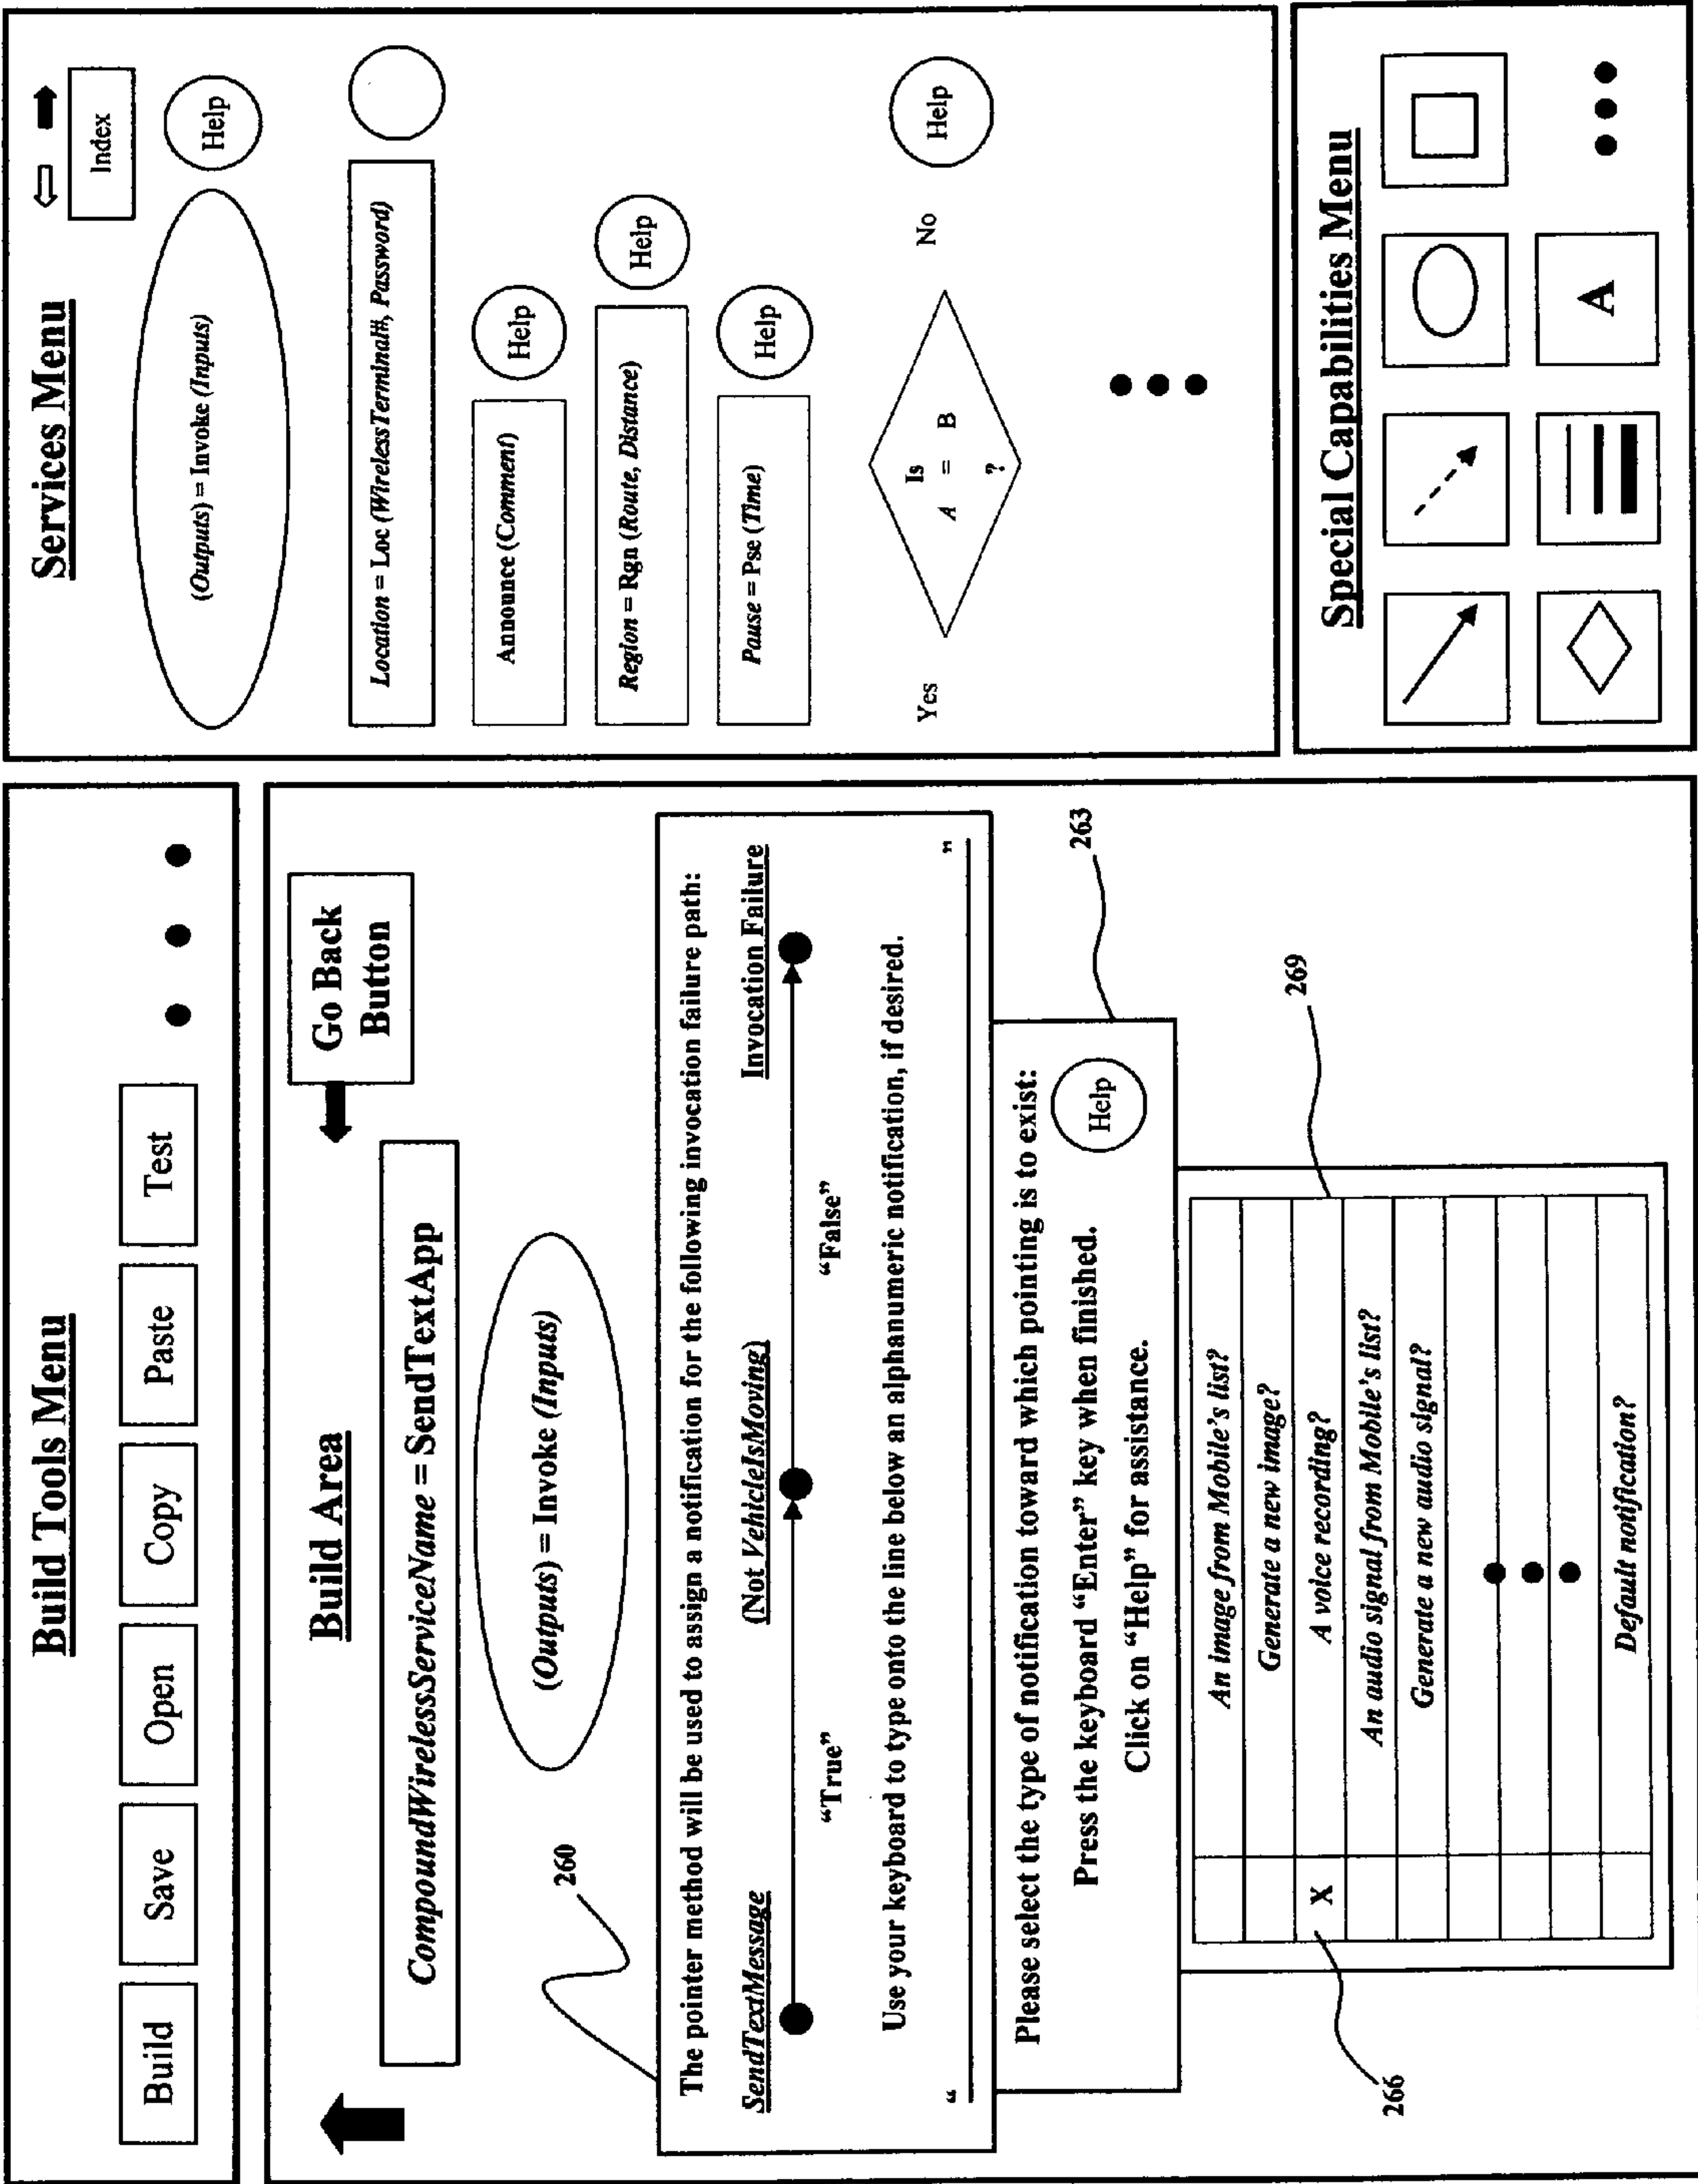 Build Tools Menu
Build
Save
Open
Copy
Paste
Test
Build Area
Go Back
Button
CompoundWirelessServiceName = SendTextApp
(Outputs) = Invoke (Inputs)
260
The pointer method will be used to assign a notification for the following invocation failure path:
SendTextMessage
(Not VehicleIsMoving)
Invocation Failure
“True”
“False”
Use your keyboard to type onto the line below an alphanumeric notification, if desired.
“ ”
Please select the type of notification toward which pointing is to exist:
Press the keyboard “Enter” key when finished.
Click on “Help” for assistance.
Help
263
An image from Mobile's list?
Generate a new image?
X A voice recording?
An audio signal from Mobile's list?
Generate a new audio signal?
Default notification?
266
269
Services Menu
Index
(Outputs) = Invoke (Inputs)
Help
Location = Loc (WirelessTerminal#, Password)
Announce (Comment)
Help
Region = Rgn (Route, Distance)
Help
Pause = Pse (Time)
Help
Yes
Is
A = B
?
No
Help
Special Capabilities Menu
A